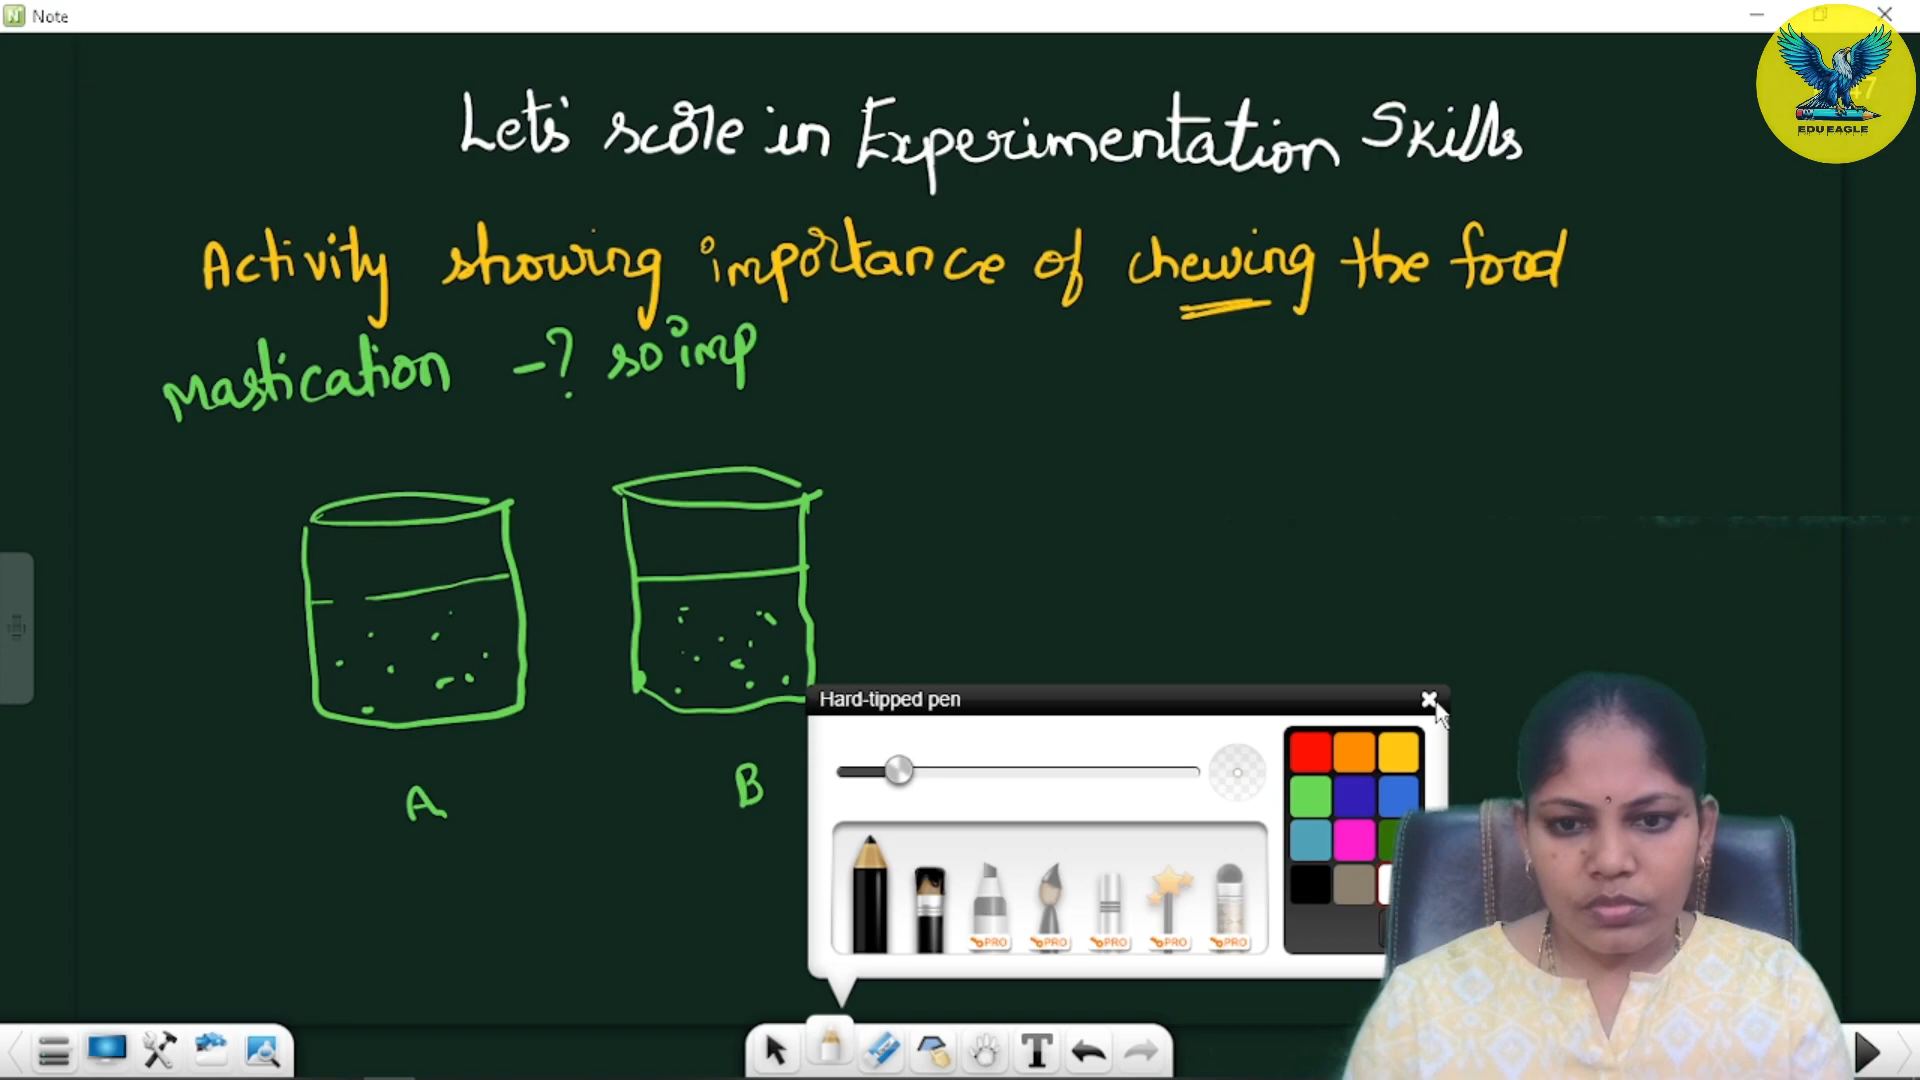 Note
EDU EAGLE
Let's score in Experimentation Skills
Activity showing importance of chewing the food
Mastication -? so imp
A
B
Hard-tipped pen
PRO PRO PRO PRO PRO
T